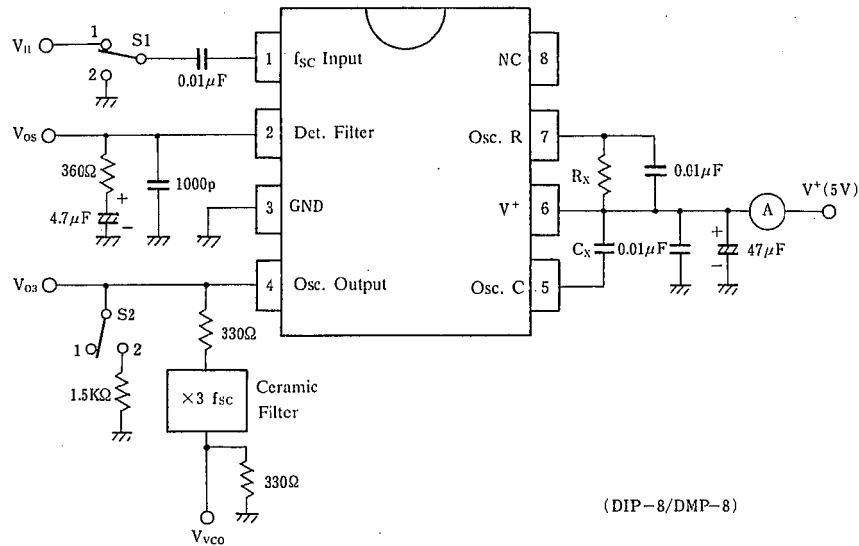 V_I1
1
S1
2
0.01μF
1
f_SC Input
NC
8
V_OS
360Ω
+
4.7μF
−
1000p
2
Det. Filter
Osc. R
7
R_X
0.01μF
3
GND
V+
6
A
V+(5V)
C_X
0.01μF
+
47μF
−
V_O3
4
Osc. Output
Osc. C
5
S2
1
2
1.5KΩ
330Ω
×3 f_SC
Ceramic
Filter
330Ω
V_VCO
(DIP-8/DMP-8)